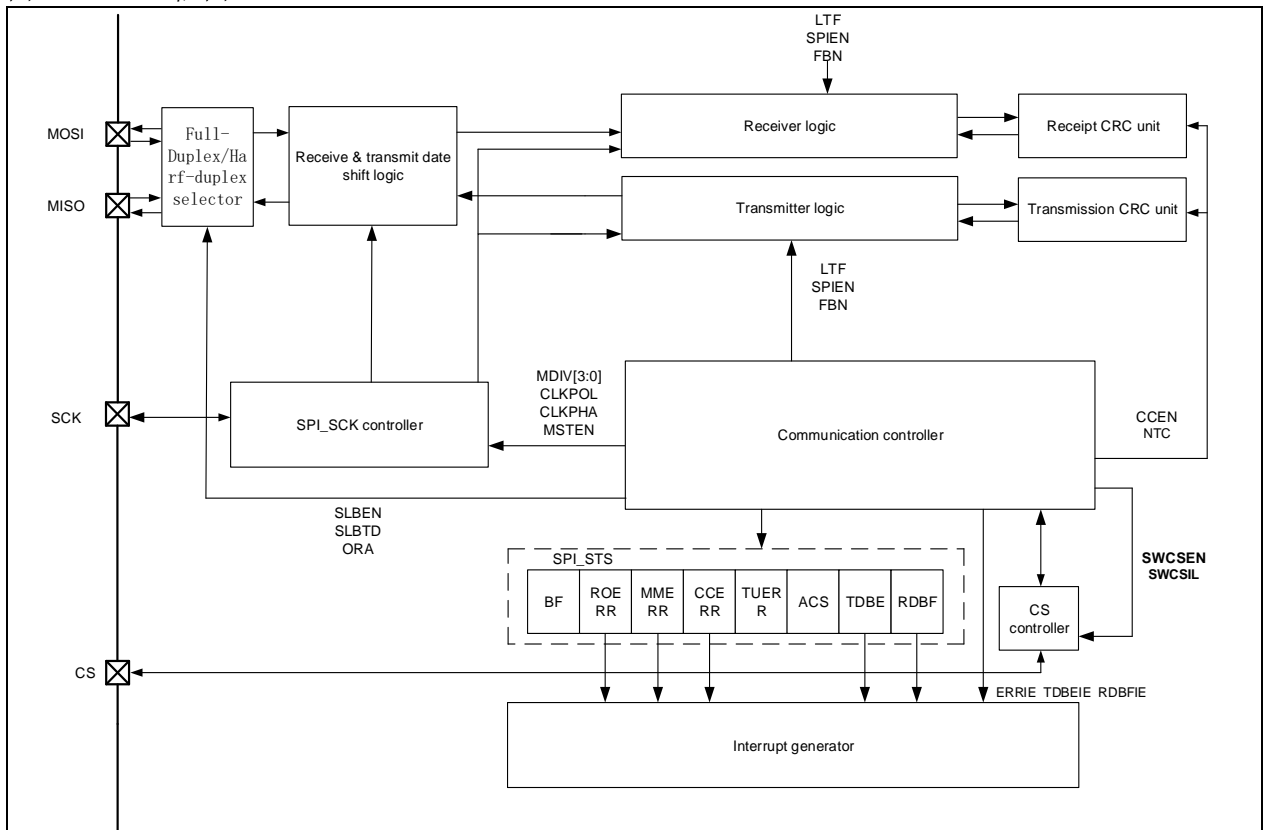 LTF
SPIEN
FBN
MOSI
Full-
Duplex/Ha
rf-duplex
selector
Receive & transmit date
shift logic
Receiver logic
Receipt CRC unit
MISO
Transmitter logic
Transmission CRC unit
LTF
SPIEN
FBN
MDIV[3:0]
CLKPOL
CLKPHA
MSTEN
SCK
SPI_SCK controller
Communication controller
CCEN
NTC
SLBEN
SLBTD
ORA
SPI_STS
BF
ROE
RR
MME
RR
CCE
RR
TUER
R
ACS
TDBE
RDBF
SWCSEN
SWCSIL
CS
controller
CS
ERRIE TDBEIE RDBFIE
Interrupt generator